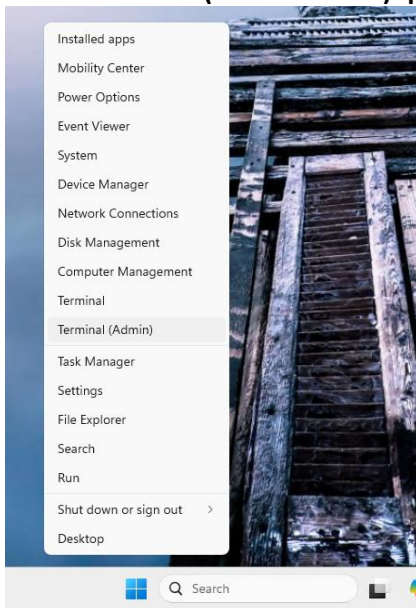 Installed apps
Mobility Center
Power Options
Event Viewer
System
Device Manager
Network Connections
Disk Management
Computer Management
Terminal
Terminal (Admin)
Task Manager
Settings
File Explorer
Search
Run
Shut down or sign out
Desktop
Search